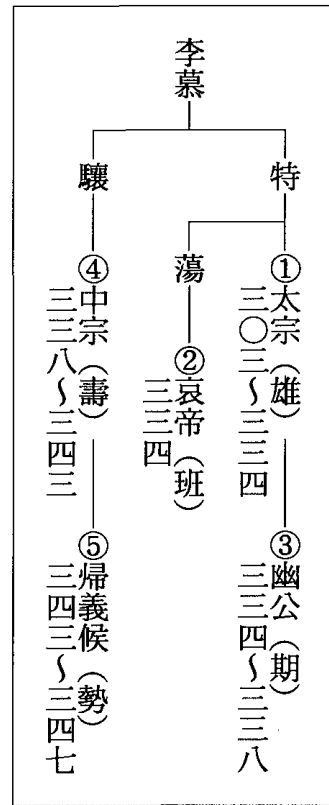 李慕
特
①太宗(雄)
三〇三~三三四
③幽公(期)
三三四~三三八
蕩
②哀帝(班)
三三四
驤
④中宗(壽)
三三八~三四三
⑤帰義候(勢)
三四三~三四七